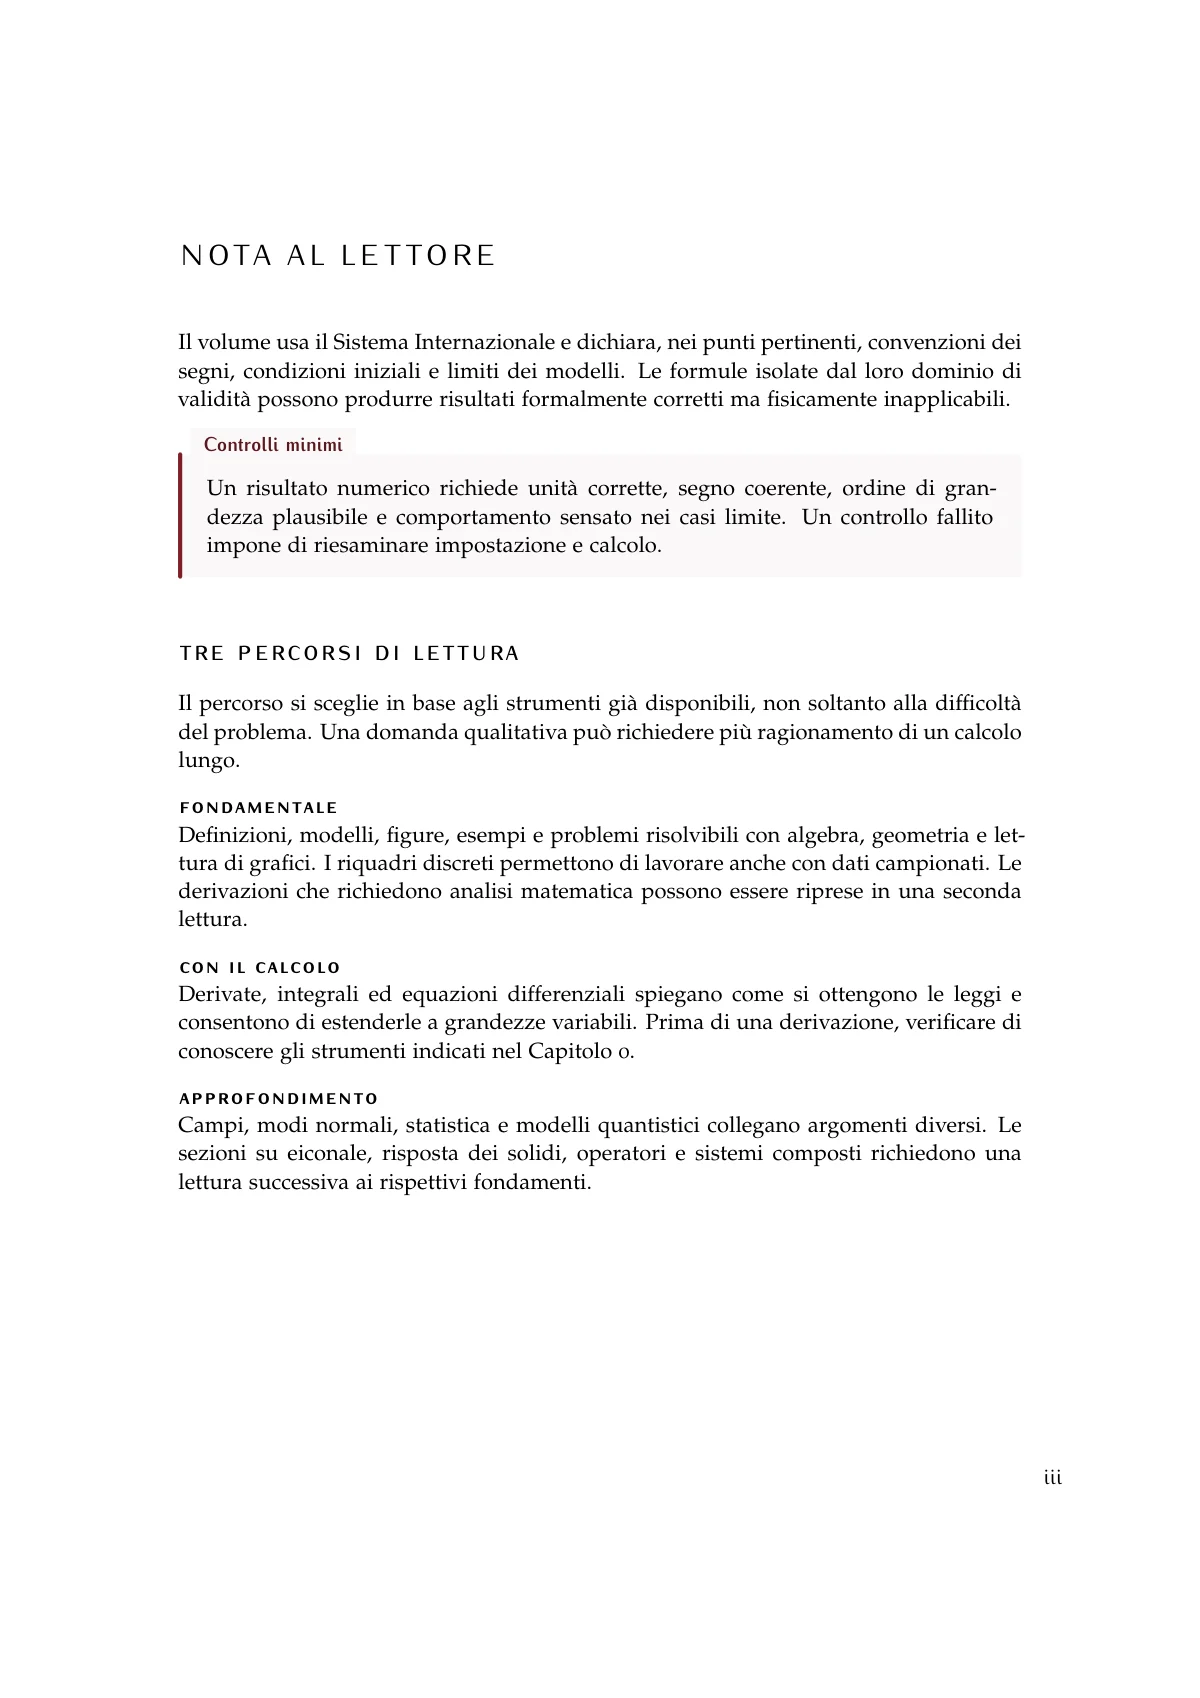 NOTA AL LETTORE
Il volume usa il Sistema Internazionale e dichiara, nei punti pertinenti, convenzioni dei
segni, condizioni iniziali e limiti dei modelli. Le formule isolate dal loro dominio di
validità possono produrre risultati formalmente corretti ma fisicamente inapplicabili.
Controlli minimi
Un risultato numerico richiede unità corrette, segno coerente, ordine di gran-
dezza plausibile e comportamento sensato nei casi limite. Un controllo fallito
impone di riesaminare impostazione e calcolo.
TRE PERCORSI DI LETTURA
Il percorso si sceglie in base agli strumenti già disponibili, non soltanto alla difficoltà
del problema. Una domanda qualitativa può richiedere più ragionamento di un calcolo
lungo.
FONDAMENTALE
Definizioni, modelli, figure, esempi e problemi risolvibili con algebra, geometria e let-
tura di grafici. I riquadri discreti permettono di lavorare anche con dati campionati. Le
derivazioni che richiedono analisi matematica possono essere riprese in una seconda
lettura.
CON IL CALCOLO
Derivate, integrali ed equazioni differenziali spiegano come si ottengono le leggi e
consentono di estenderle a grandezze variabili. Prima di una derivazione, verificare di
conoscere gli strumenti indicati nel Capitolo 0.
APPROFONDIMENTO
Campi, modi normali, statistica e modelli quantistici collegano argomenti diversi. Le
sezioni su eiconale, risposta dei solidi, operatori e sistemi composti richiedono una
lettura successiva ai rispettivi fondamenti.
iii